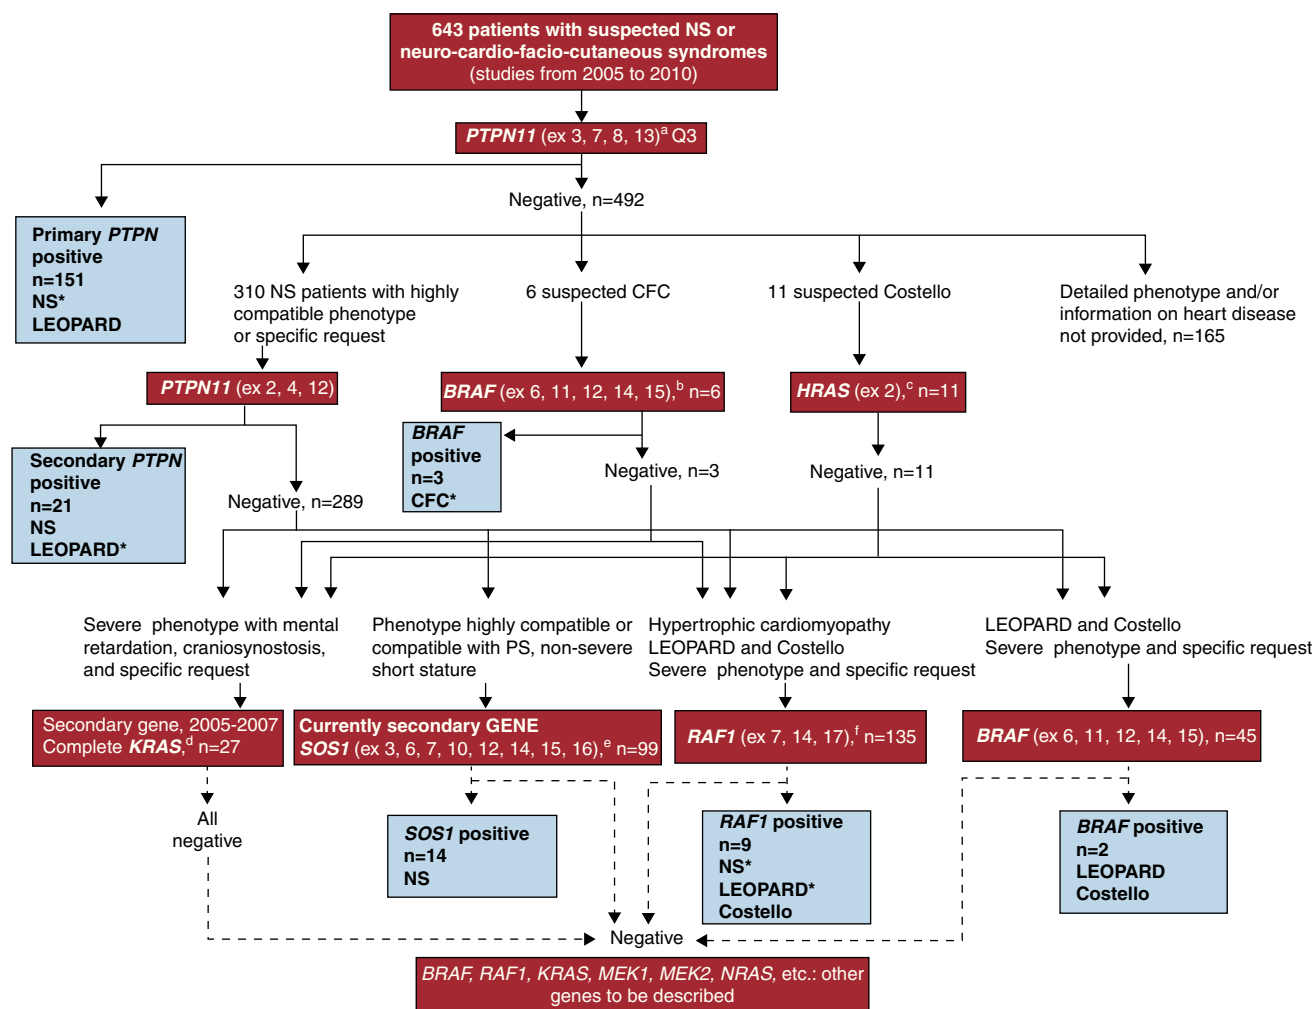 643 patients with suspected NS or
neuro-cardio-facio-cutaneous syndromes
(studies from 2005 to 2010)
PTPN11 (ex 3, 7, 8, 13)a Q3
Negative, n=492
Primary PTPN
positive
n=151
NS*
LEOPARD
310 NS patients with highly
compatible phenotype
or specific request
6 suspected CFC
11 suspected Costello
Detailed phenotype and/or
information on heart disease
not provided, n=165
PTPN11 (ex 2, 4, 12)
BRAF (ex 6, 11, 12, 14, 15),b n=6
HRAS (ex 2),c n=11
Secondary PTPN
positive
n=21
NS
LEOPARD*
Negative, n=289
BRAF
positive
n=3
CFC*
Negative, n=3
Negative, n=11
Severe phenotype with mental
retardation, craniosynostosis,
and specific request
Phenotype highly compatible or
compatible with PS, non-severe
short stature
Hypertrophic cardiomyopathy
LEOPARD and Costello
Severe phenotype and specific request
LEOPARD and Costello
Severe phenotype and specific request
Secondary gene, 2005-2007
Complete KRAS,d n=27
Currently secondary GENE
SOS1 (ex 3, 6, 7, 10, 12, 14, 15, 16),e n=99
RAF1 (ex 7, 14, 17),f n=135
BRAF (ex 6, 11, 12, 14, 15), n=45
All
negative
SOS1 positive
n=14
NS
RAF1 positive
n=9
NS*
LEOPARD*
Costello
BRAF positive
n=2
LEOPARD
Costello
Negative
BRAF, RAF1, KRAS, MEK1, MEK2, NRAS, etc.: other
genes to be described